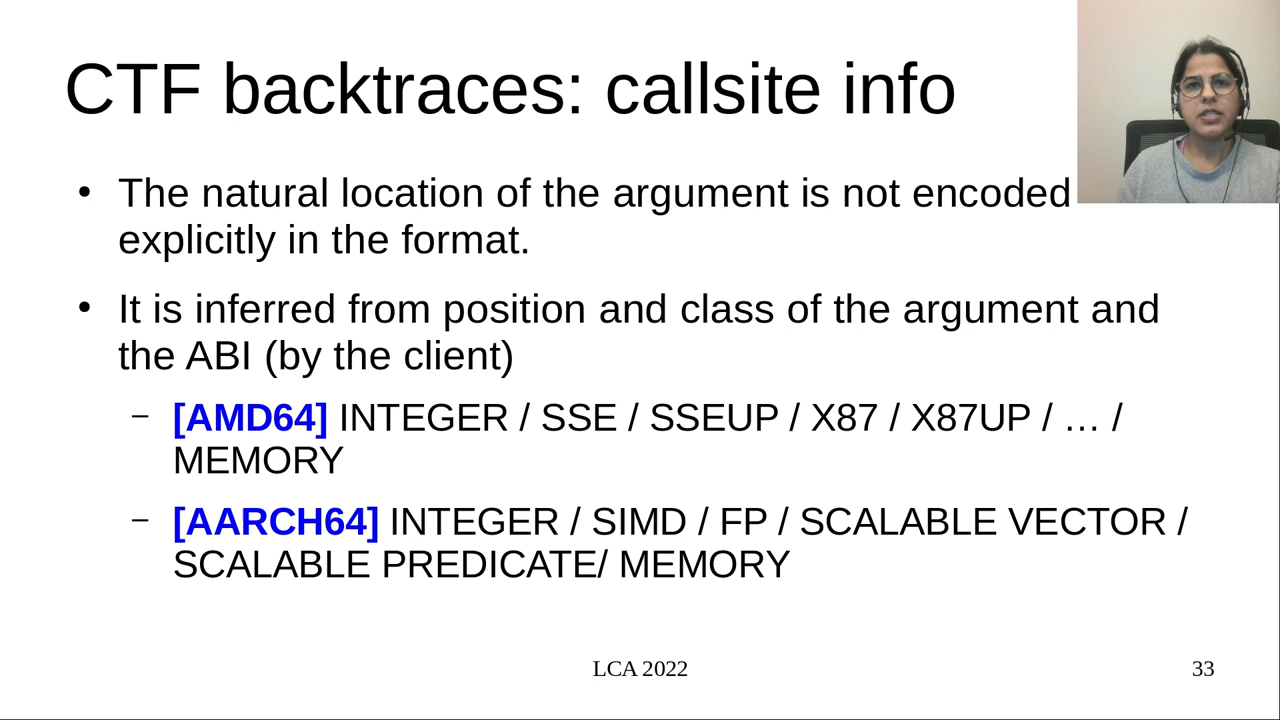 CTF backtraces: callsite info
• The natural location of the argument is not encoded
explicitly in the format.
• It is inferred from position and class of the argument and
the ABI (by the client)
– [AMD64] INTEGER / SSE / SSEUP / X87 / X87UP / … /
MEMORY
– [AARCH64] INTEGER / SIMD / FP / SCALABLE VECTOR /
SCALABLE PREDICATE/ MEMORY
LCA 2022
33